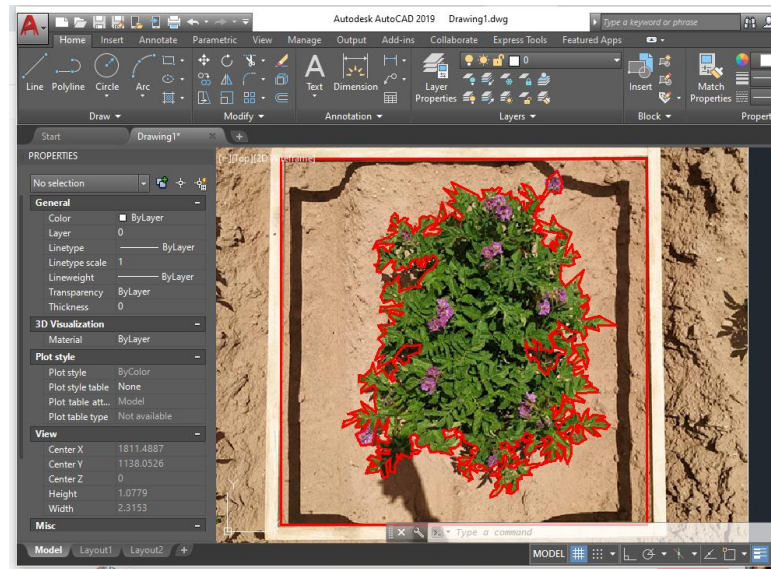 Autodesk AutoCAD 2019 Drawing1.dwg
Type a keyword or phrase
Home Insert Annotate Parametric View Manage Output Add-ins Collaborate Express Tools Featured Apps
Line Polyline Circle Arc
Text Dimension
Layer Properties
0
Insert
Match Properties
Draw Modify Annotation Layers Block Propert
Start Drawing1* +
PROPERTIES
[−][Top][2D Wireframe]
No selection
General
Color ByLayer
Layer 0
Linetype ByLayer
Linetype scale 1
Lineweight ByLayer
Transparency ByLayer
Thickness 0
3D Visualization
Material ByLayer
Plot style
Plot style ByColor
Plot style table None
Plot table att... Model
Plot table type Not available
View
Center X 1811.4887
Center Y 1138.0526
Center Z 0
Height 1.0779
Width 2.3153
Misc
Y
Type a command
Model Layout1 Layout2 +
MODEL